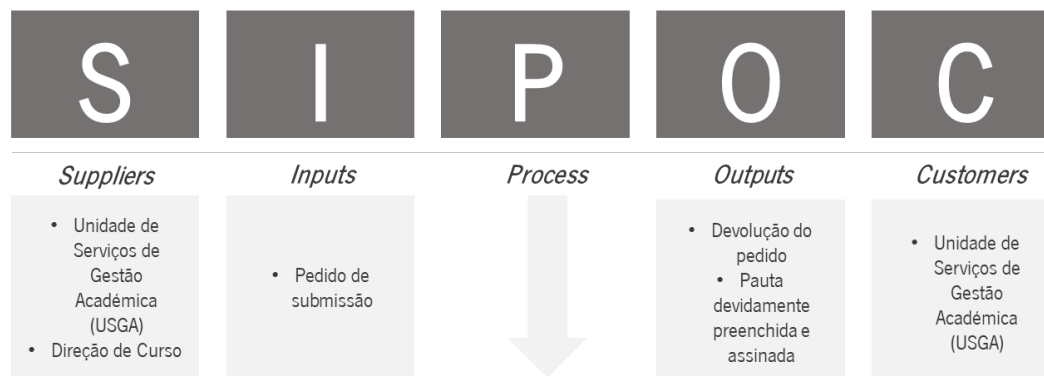 S I P O C
Suppliers Inputs Process Outputs Customers
• Unidade de
Serviços de
Gestão
Académica
(USGA)
• Direção de Curso
• Pedido de
submissão
• Devolução do
pedido
• Pauta
devidamente
preenchida e
assinada
• Unidade de
Serviços de
Gestão
Académica
(USGA)